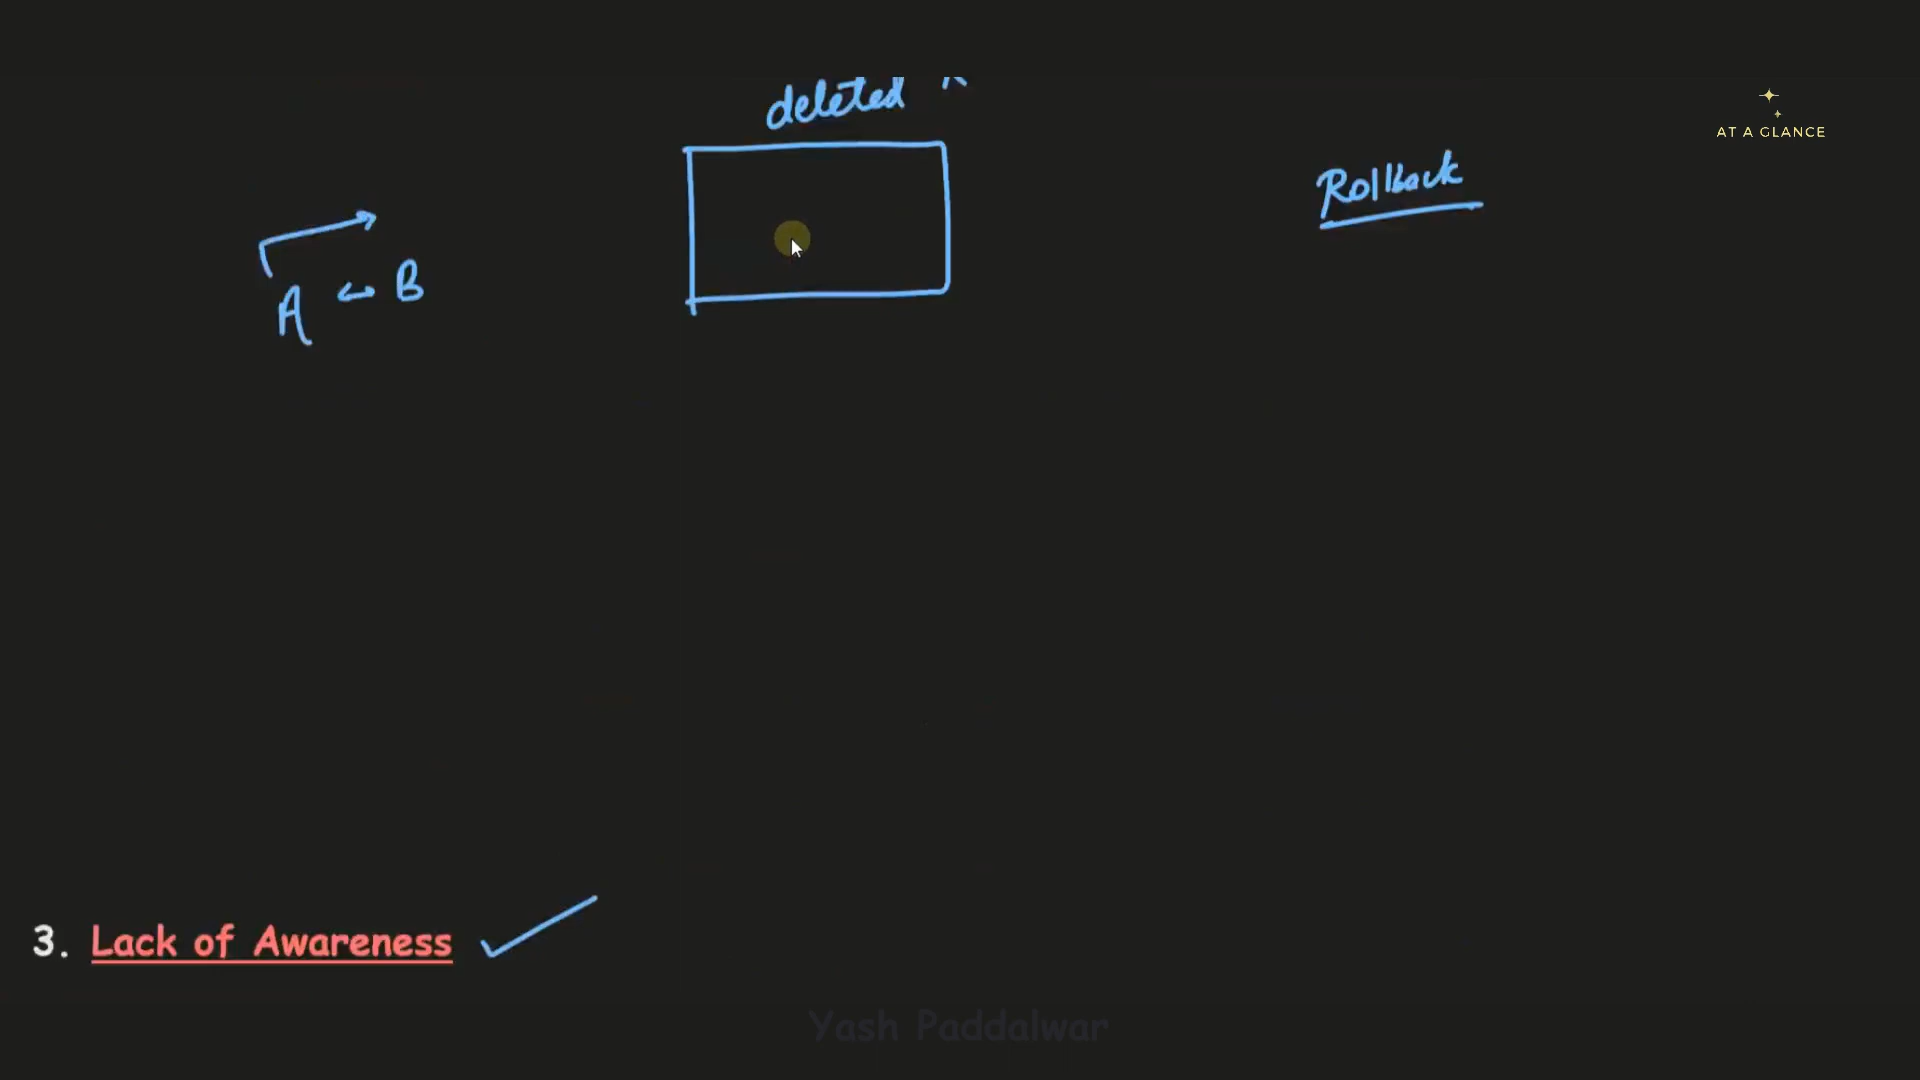 deleted
AT A GLANCE
Rollback
A ↔ B
3. Lack of Awareness
Yash Paddalwar